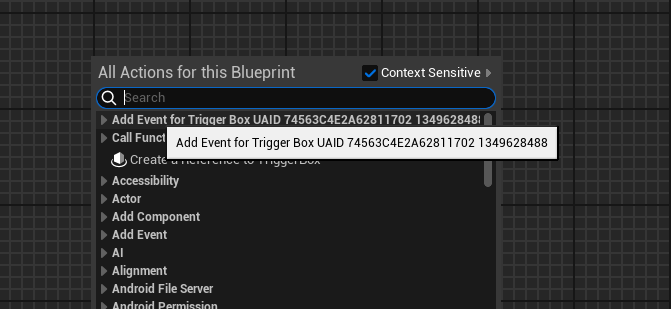 All Actions for this Blueprint
Context Sensitive
Search
Add Event for Trigger Box UAID 74563C4E2A62811702 1349628488
Call Funct
Add Event for Trigger Box UAID 74563C4E2A62811702 1349628488
Create a Reference to TriggerBox
Accessibility
Actor
Add Component
Add Event
AI
Alignment
Android File Server
Android Permission